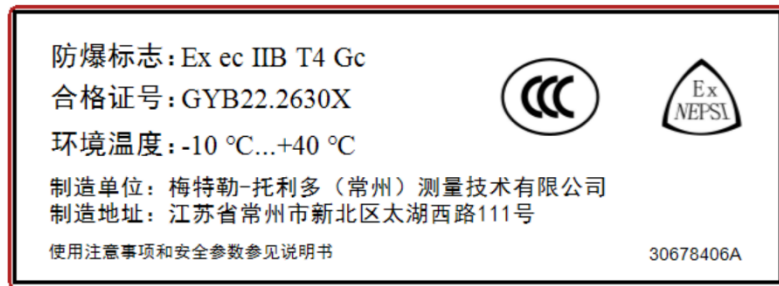 防爆标志：Ex ec IIB T4 Gc
合格证号：GYB22.2630X
环境温度：-10 ℃...+40 ℃
CCC
Ex
NEPSI
制造单位：梅特勒-托利多（常州）测量技术有限公司
制造地址：江苏省常州市新北区太湖西路111号
使用注意事项和安全参数参见说明书
30678406A